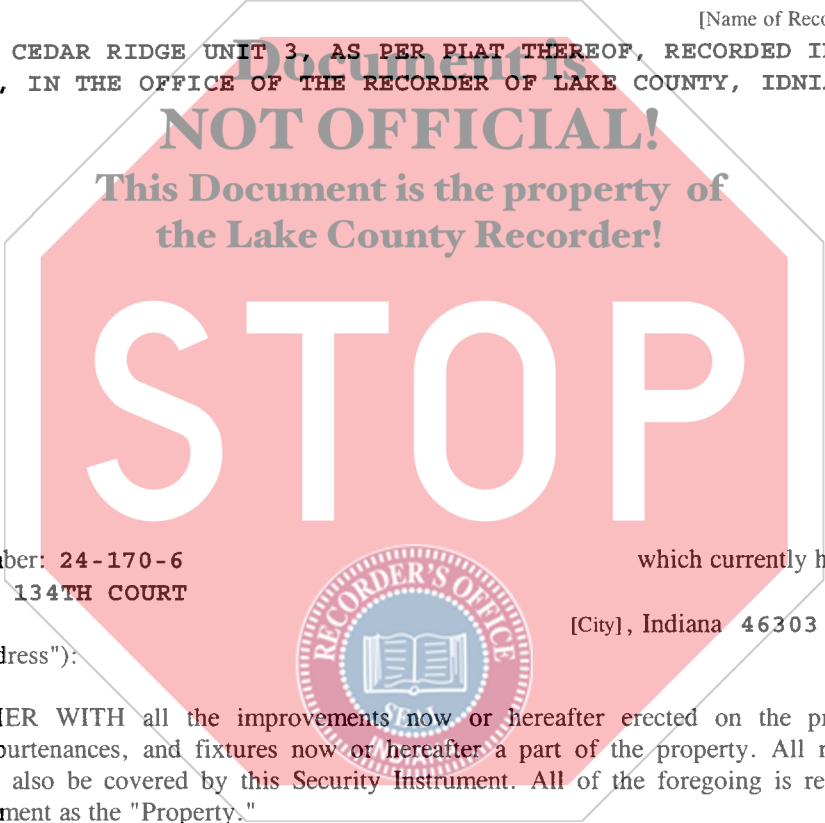 [Name of Reco
CEDAR RIDGE UNIT 3, AS PER PLAT THEREOF, RECORDED I
, IN THE OFFICE OF THE RECORDER OF LAKE COUNTY, IDNI
Document is
NOT OFFICIAL!
This Document is the property of
the Lake County Recorder!
STOP
ber: 24-170-6 which currently h
134TH COURT
[City], Indiana 46303
dress"):
RECORDER'S OFFICE
SEAL
INDIANA
ER WITH all the improvements now or hereafter erected on the pr
purtenances, and fixtures now or hereafter a part of the property. All r
also be covered by this Security Instrument. All of the foregoing is re
ment as the "Property."